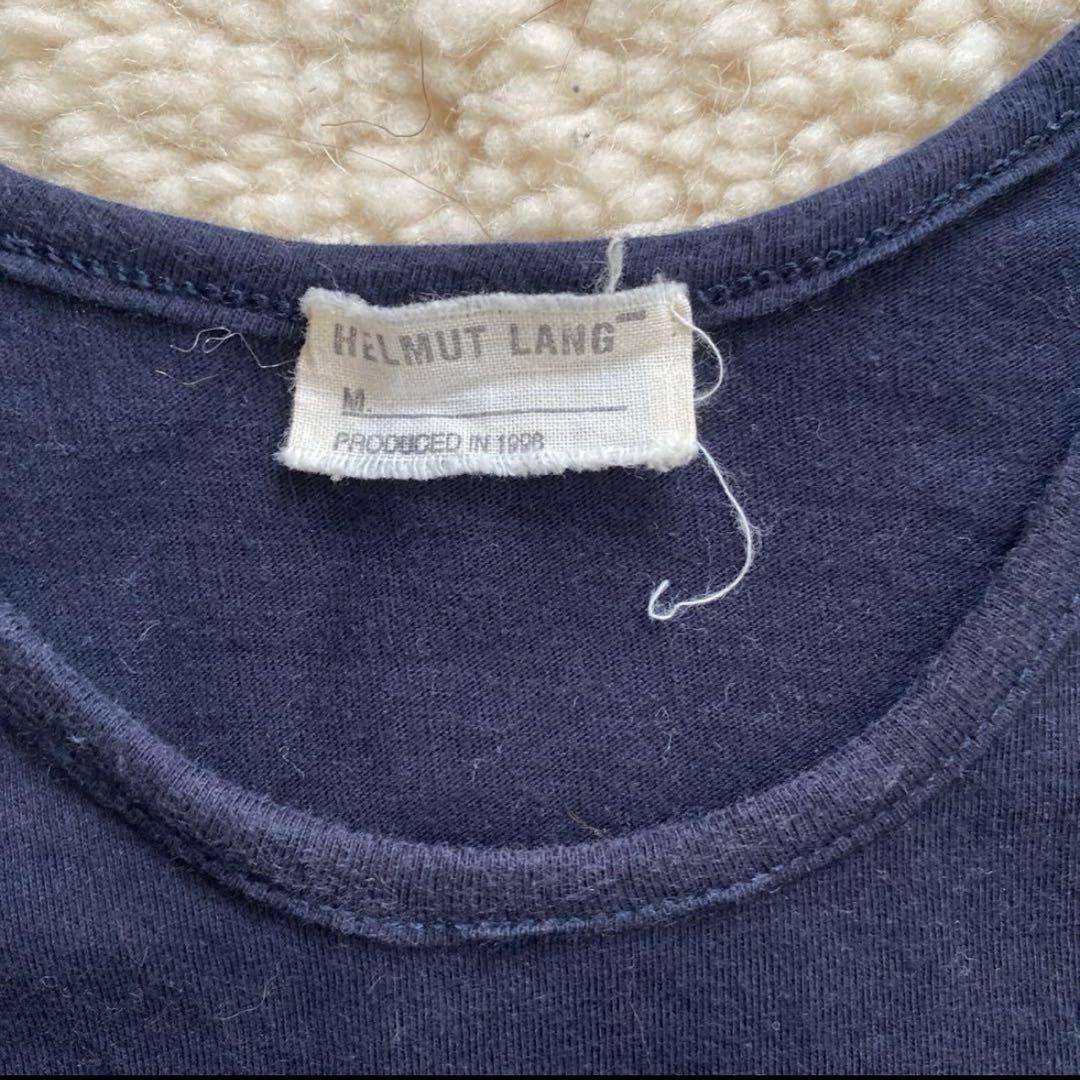 HELMUT LANG
M.
PRODUCED IN 1998